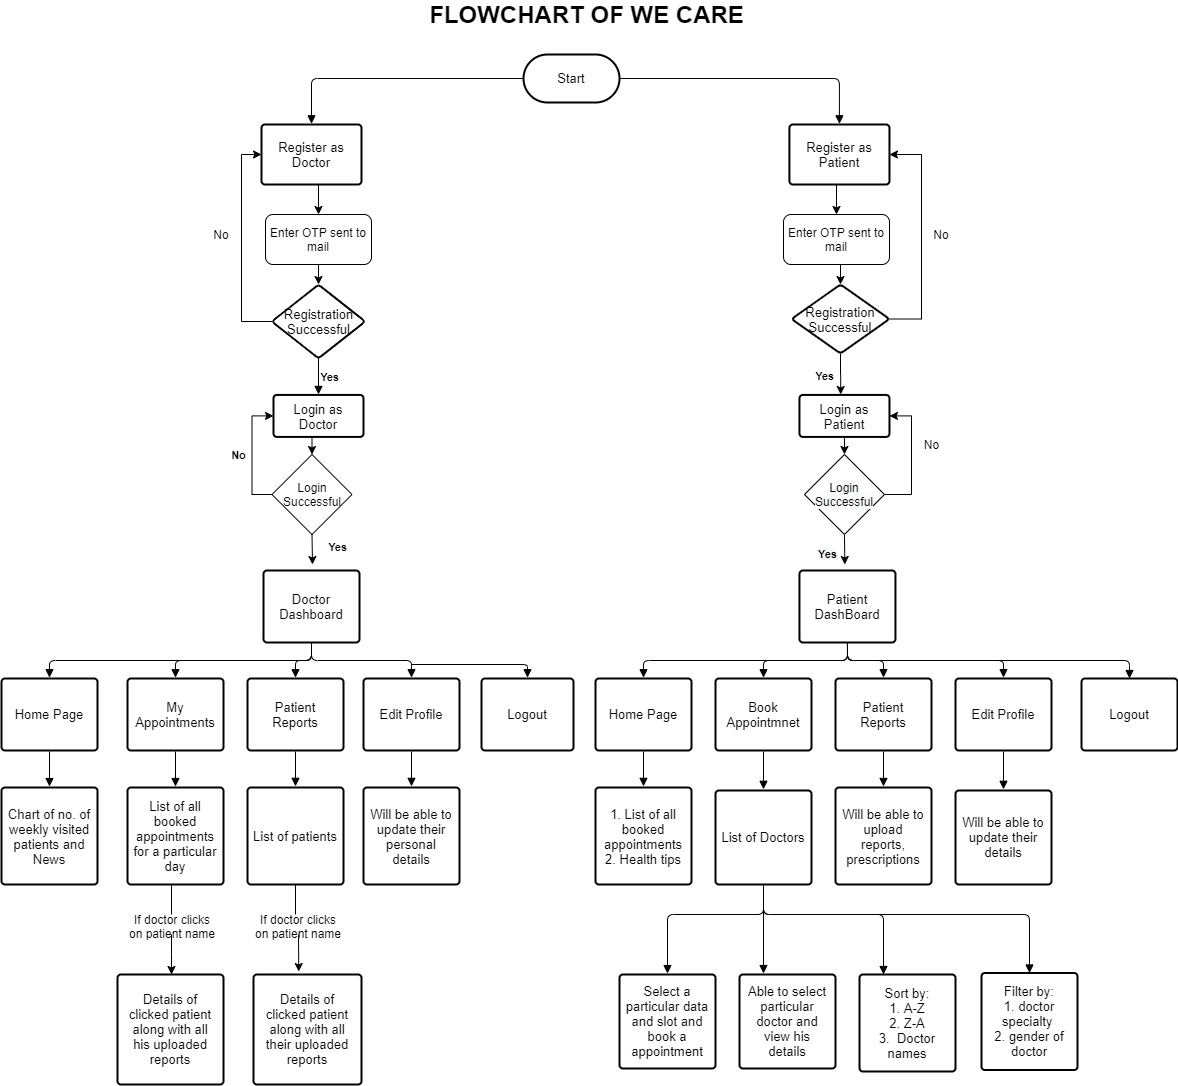 FLOWCHART OF WE CARE
Start
Register as
Doctor
Register as
Patient
No
Enter OTP sent to
mail
Enter OTP sent to
mail
No
Registration
Successful
Registration
Successful
Yes
Yes
Login as
Doctor
Login as
Patient
No
No
Login
Successful
Login
Successful
Yes
Yes
Doctor
Dashboard
Patient
DashBoard
Home Page
My
Appointments
Patient
Reports
Edit Profile
Logout
Home Page
Book
Appointmnet
Patient
Reports
Edit Profile
Logout
Chart of no. of
weekly visited
patients and
News
List of all
booked
appointments
for a particular
day
List of patients
Will be able to
update their
personal
details
1. List of all
booked
appointments
2. Health tips
List of Doctors
Will be able to
upload
reports,
prescriptions
Will be able to
update their
details
If doctor clicks
on patient name
If doctor clicks
on patient name
Details of
clicked patient
along with all
his uploaded
reports
Details of
clicked patient
along with all
their uploaded
reports
Select a
particular data
and slot and
book a
appointment
Able to select
particular
doctor and
view his
details
Sort by:
1. A-Z
2. Z-A
3. Doctor
names
Filter by:
1. doctor
specialty
2. gender of
doctor